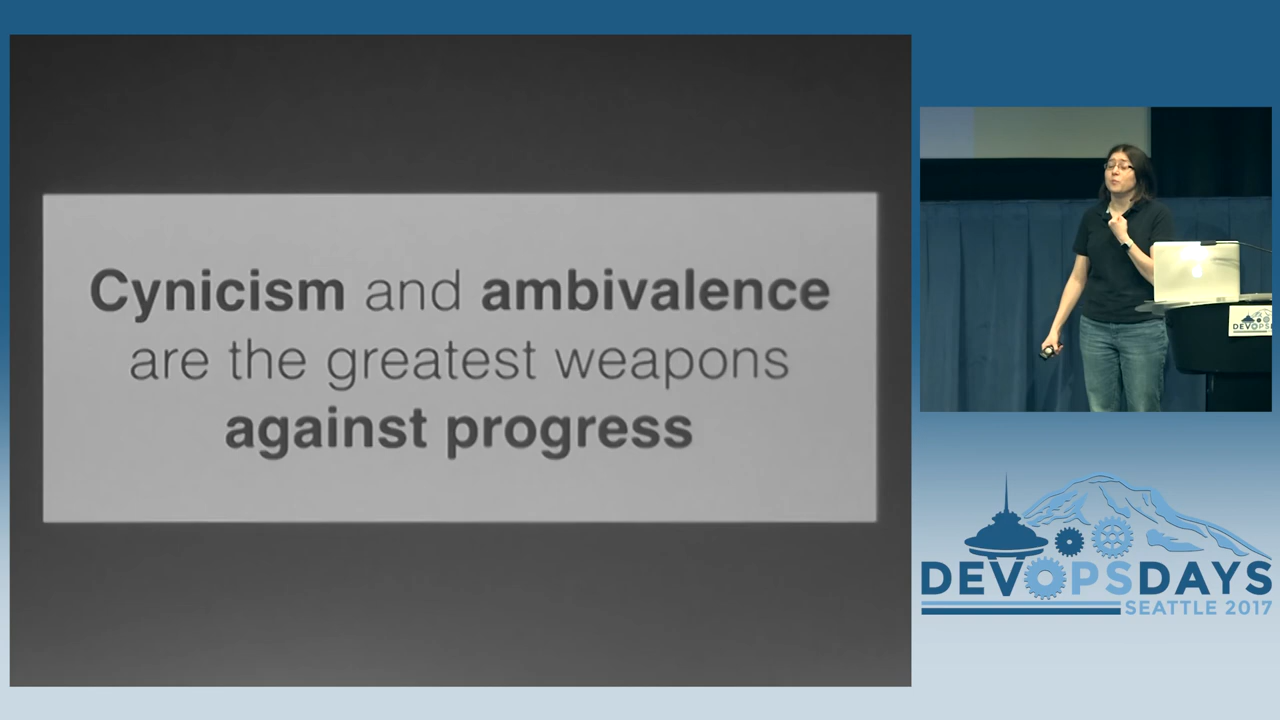 Cynicism and ambivalence
are the greatest weapons
against progress
DEVOPSDAYS
SEATTLE 2017